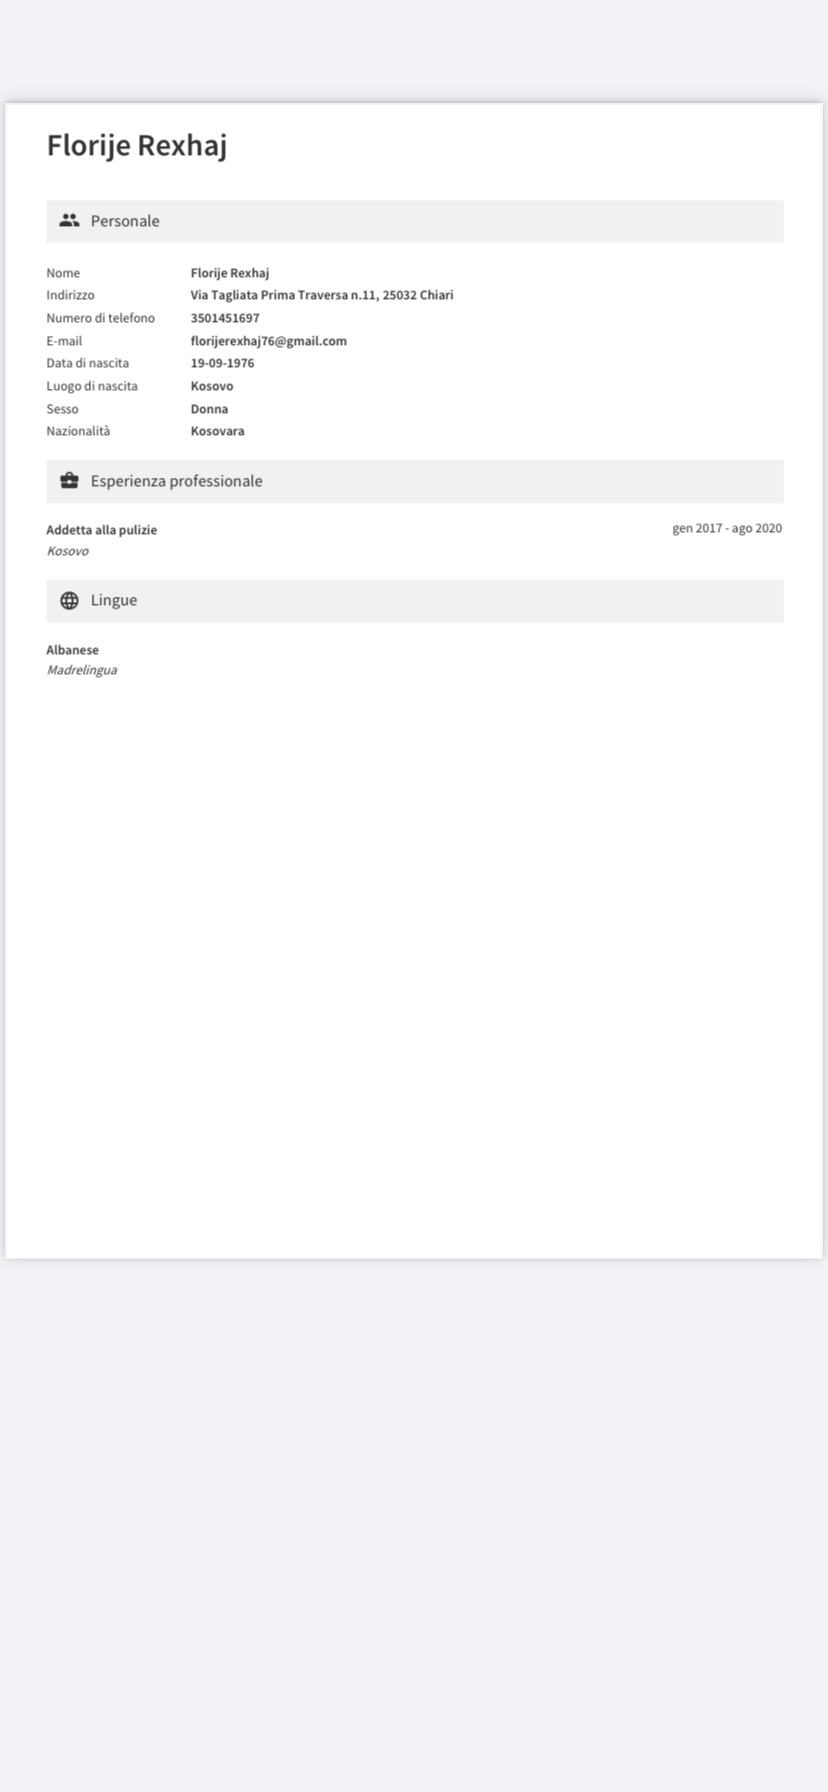 Florije Rexhaj
Personale
Nome Florije Rexhaj
Indirizzo Via Tagliata Prima Traversa n.11, 25032 Chiari
Numero di telefono 3501451697
E-mail florijerexhaj76@gmail.com
Data di nascita 19-09-1976
Luogo di nascita Kosovo
Sesso Donna
Nazionalità Kosovara
Esperienza professionale
Addetta alla pulizie gen 2017 - ago 2020
Kosovo
Lingue
Albanese
Madrelingua